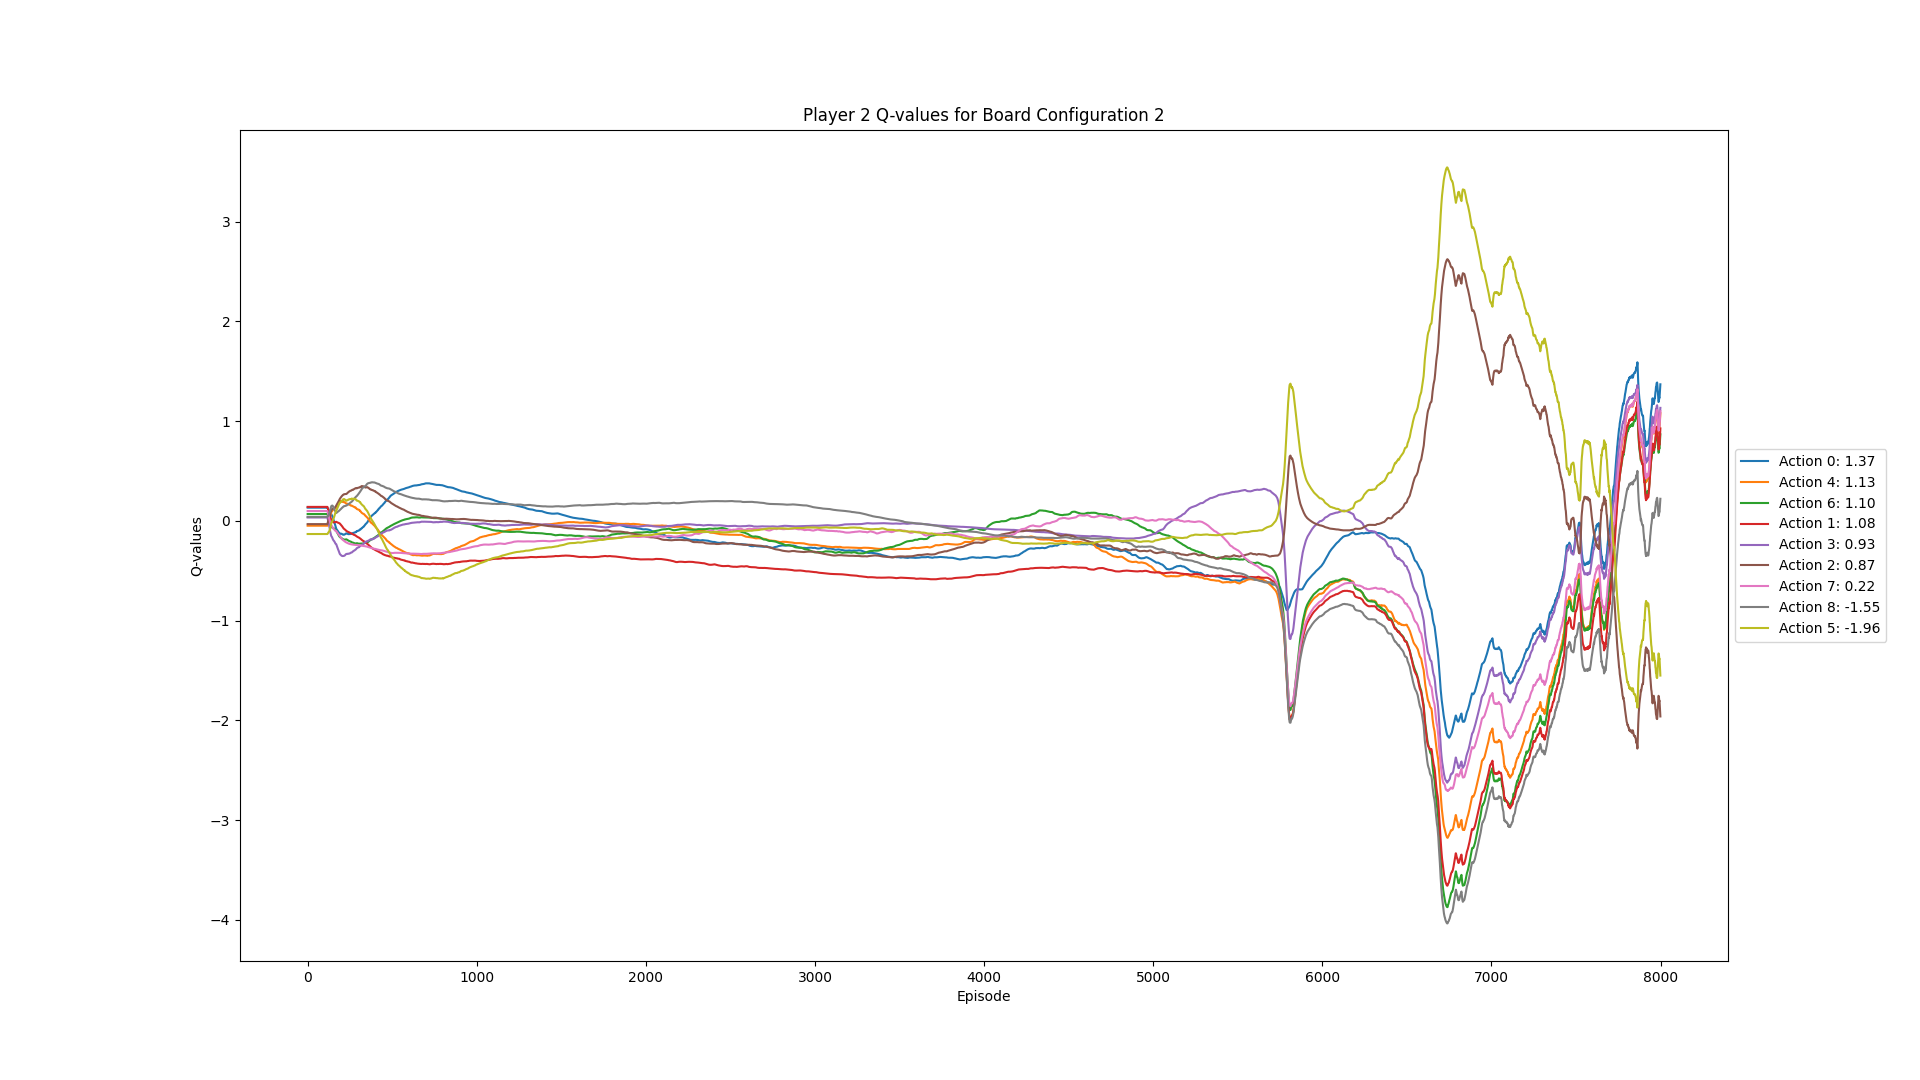 Player 2 Q-values for Board Configuration 2
Q-values
3
2
1
0
−1
−2
−3
−4
0 1000 2000 3000 4000 5000 6000 7000 8000
Episode
Action 0: 1.37
Action 4: 1.13
Action 6: 1.10
Action 1: 1.08
Action 3: 0.93
Action 2: 0.87
Action 7: 0.22
Action 8: -1.55
Action 5: -1.96